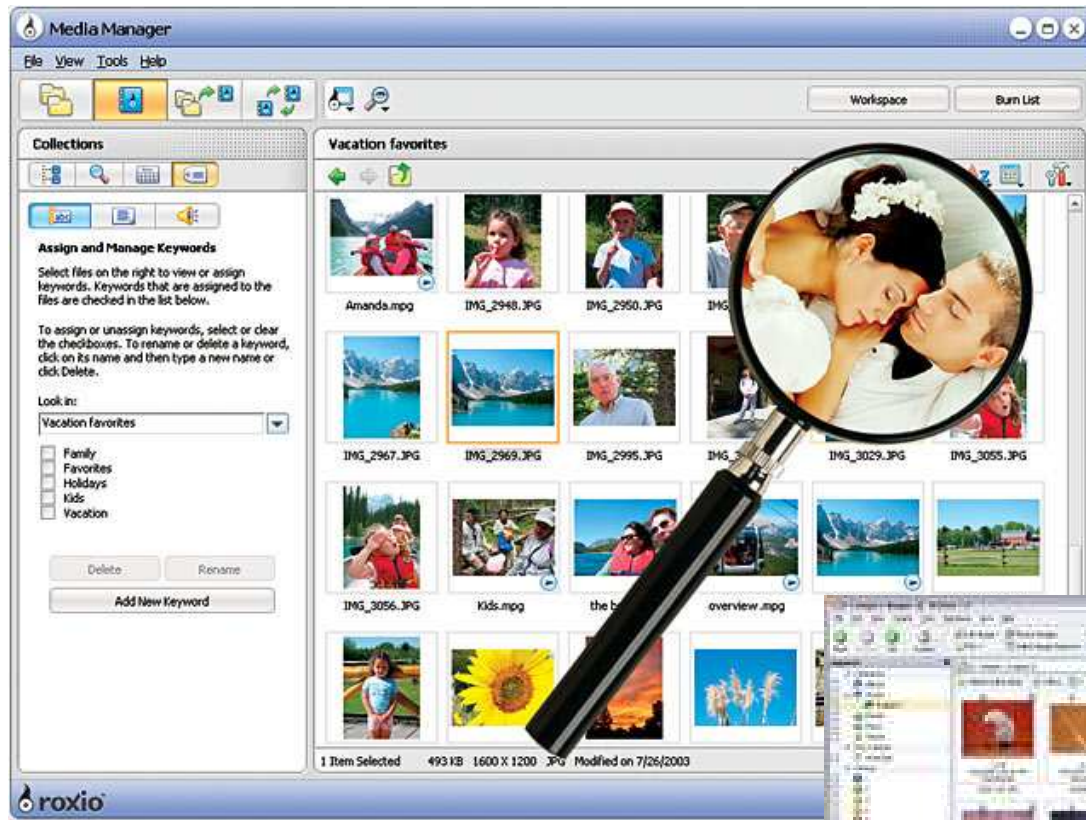 Media Manager
File View Tools Help
Workspace Burn List
Collections
Vacation favorites
abc
Assign and Manage Keywords
Select files on the right to view or assign
keywords. Keywords that are assigned to the
files are checked in the list below.
To assign or unassign keywords, select or clear
the checkboxes. To rename or delete a keyword,
click on its name and then type a new name or
click Delete.
Look in:
Vacation favorites
Family
Favorites
Holidays
Kids
Vacation
Delete Rename
Add New Keyword
Amanda.mpg IMG_2948.JPG IMG_2950.JPG IMG
IMG_2967.JPG IMG_2969.JPG IMG_2995.JPG IMG_3 IMG_3029.JPG IMG_3055.JPG
IMG_3056.JPG Kids.mpg the b overview.mpg
1 Item Selected 493 KB 1600 X 1200 JPG Modified on 7/26/2003
roxio